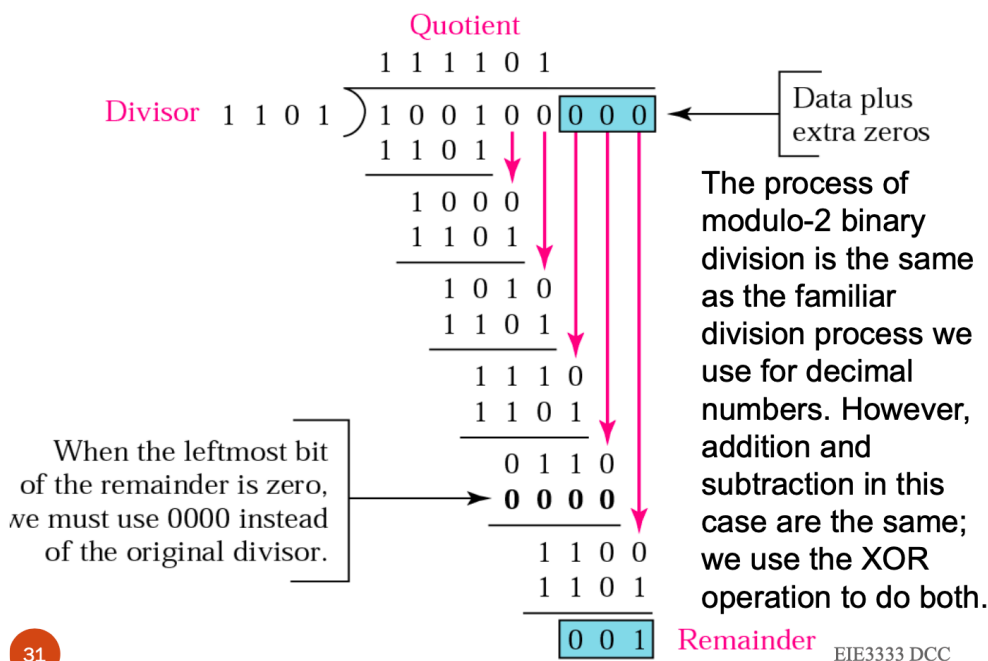 Quotient
1 1 1 1 0 1
Divisor 1 1 0 1 ) 1 0 0 1 0 0 0 0 0
Data plus
extra zeros
1 1 0 1
1 0 0 0
1 1 0 1
1 0 1 0
1 1 0 1
1 1 1 0
1 1 0 1
0 1 1 0
0 0 0 0
1 1 0 0
1 1 0 1
0 0 1 Remainder
When the leftmost bit
of the remainder is zero,
we must use 0000 instead
of the original divisor.
The process of
modulo-2 binary
division is the same
as the familiar
division process we
use for decimal
numbers. However,
addition and
subtraction in this
case are the same;
we use the XOR
operation to do both.
31
EIE3333 DCC